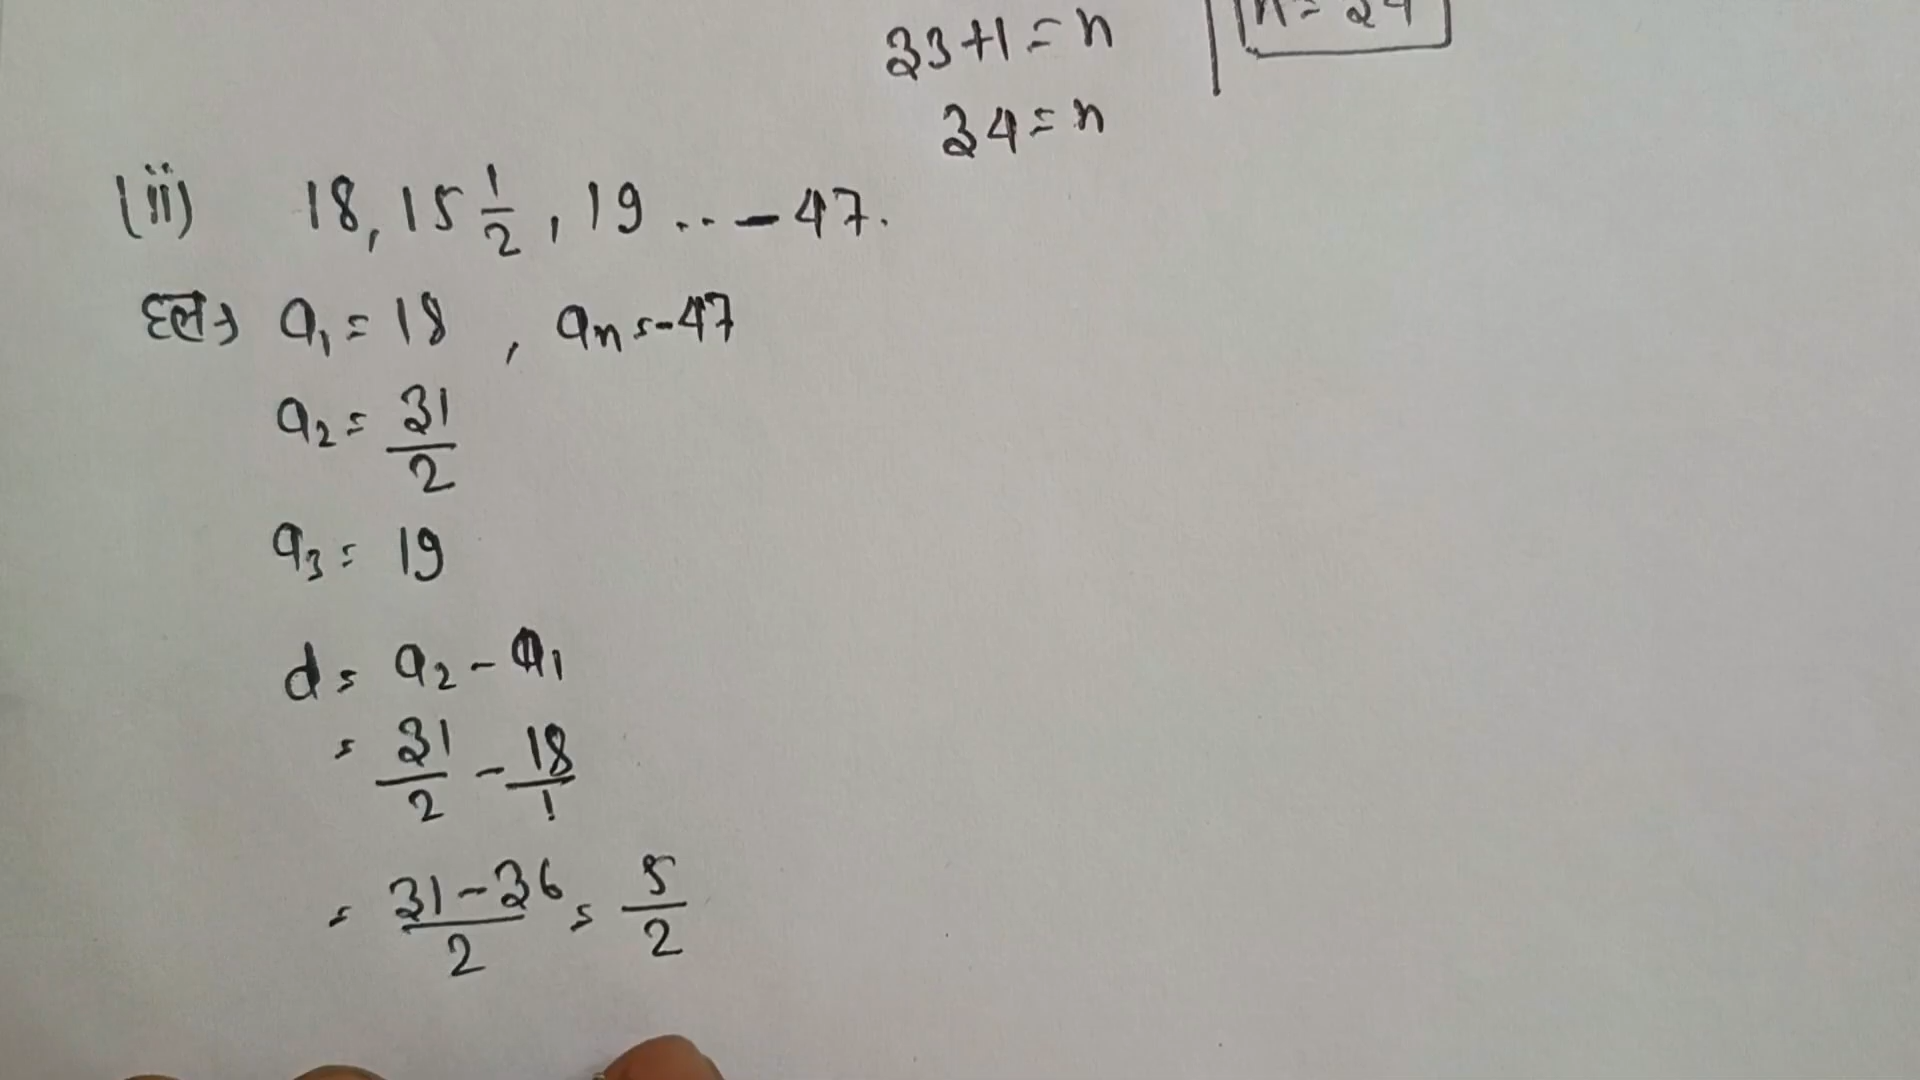 33+1=n
n=34
34=n
(ii) 18, 15 1/2, 19 .. - 47.
हल→ a₁ = 18 , aₙ = -47
a₂ = 31/2
a₃ = 19
d = a₂ - a₁
= 31/2 - 18/1
= 31-36/2 = 5/2